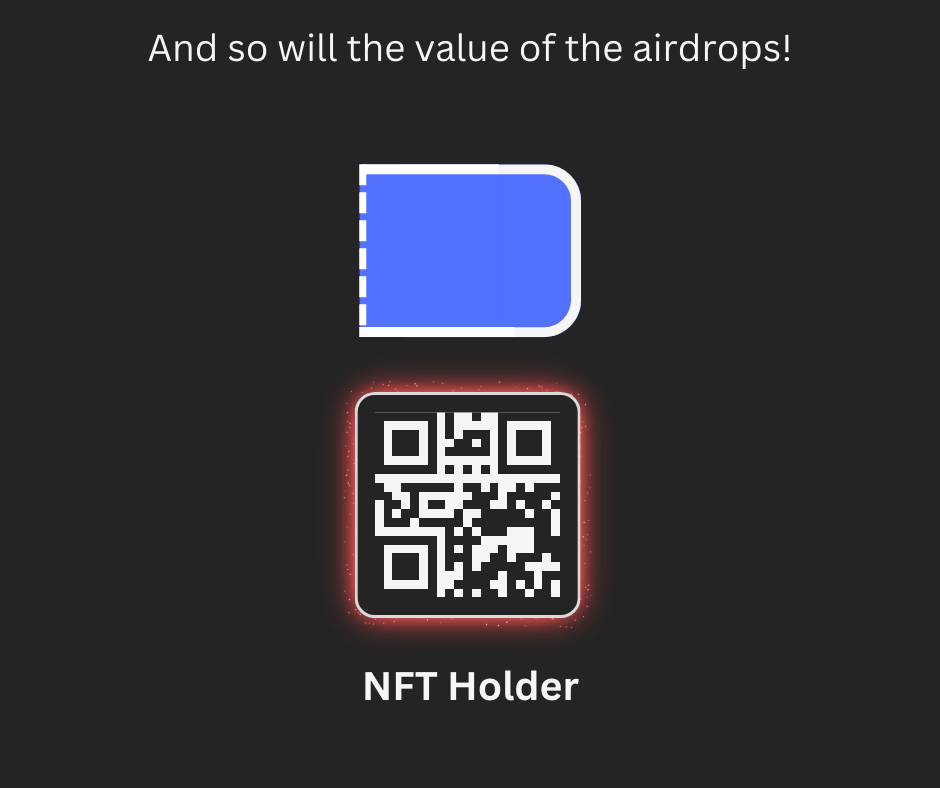 And so will the value of the airdrops!
NFT Holder